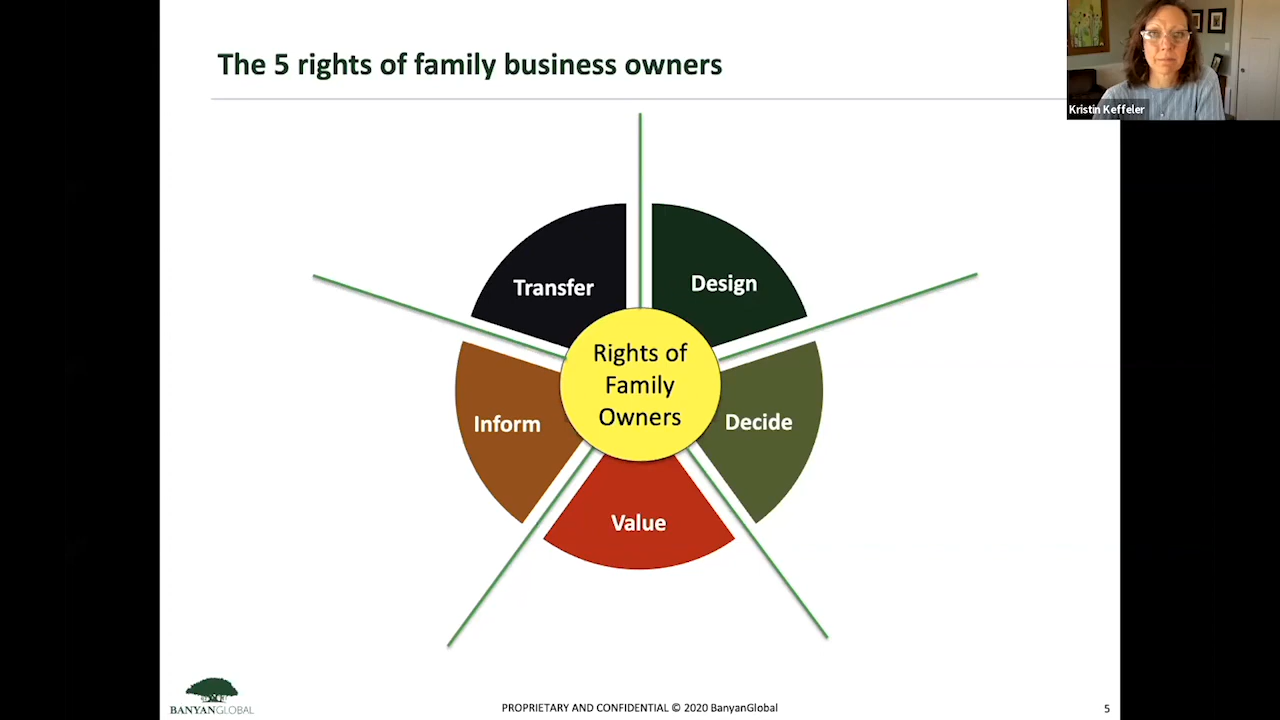 The 5 rights of family business owners
Kristin Keffeler
Transfer
Design
Rights of
Family
Owners
Inform
Decide
Value
BANYANGLOBAL
PROPRIETARY AND CONFIDENTIAL © 2020 BanyanGlobal
5